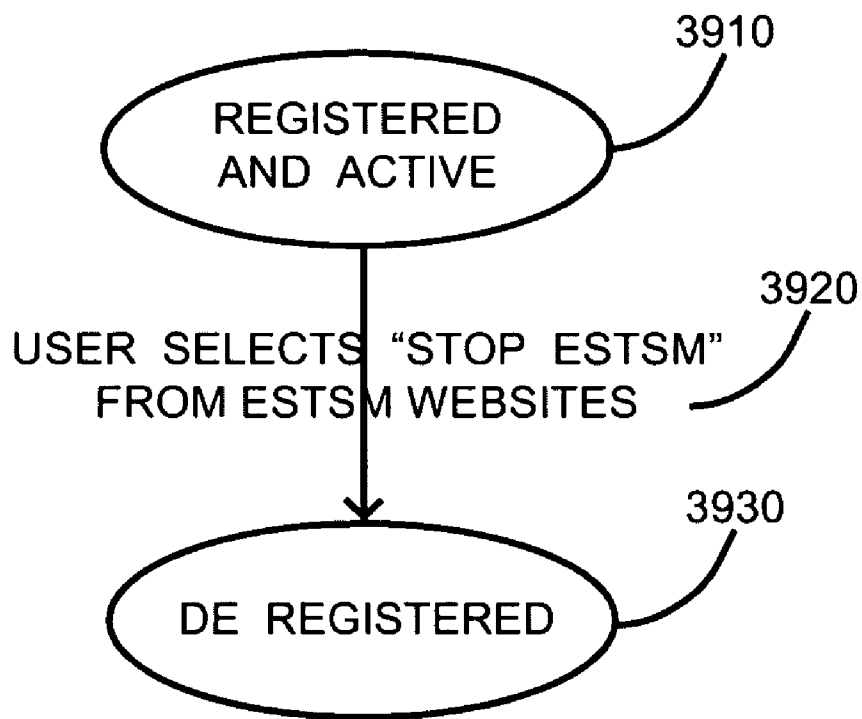 3910
REGISTERED
AND ACTIVE
3920
USER SELECTS “STOP ESTSM”
FROM ESTSM WEBSITES
3930
DE REGISTERED